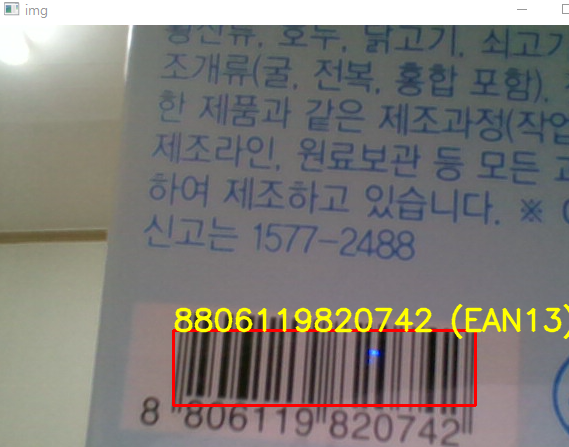 img
황신류, 호두, 닭고기, 쇠고기
조개류(굴, 전복, 홍합 포함),
한 제품과 같은 제조과정(작업
제조라인, 원료보관 등 모든
하여 제조하고 있습니다. ※
신고는 1577-2488
8806119820742 (EAN13)
8 806119 820742